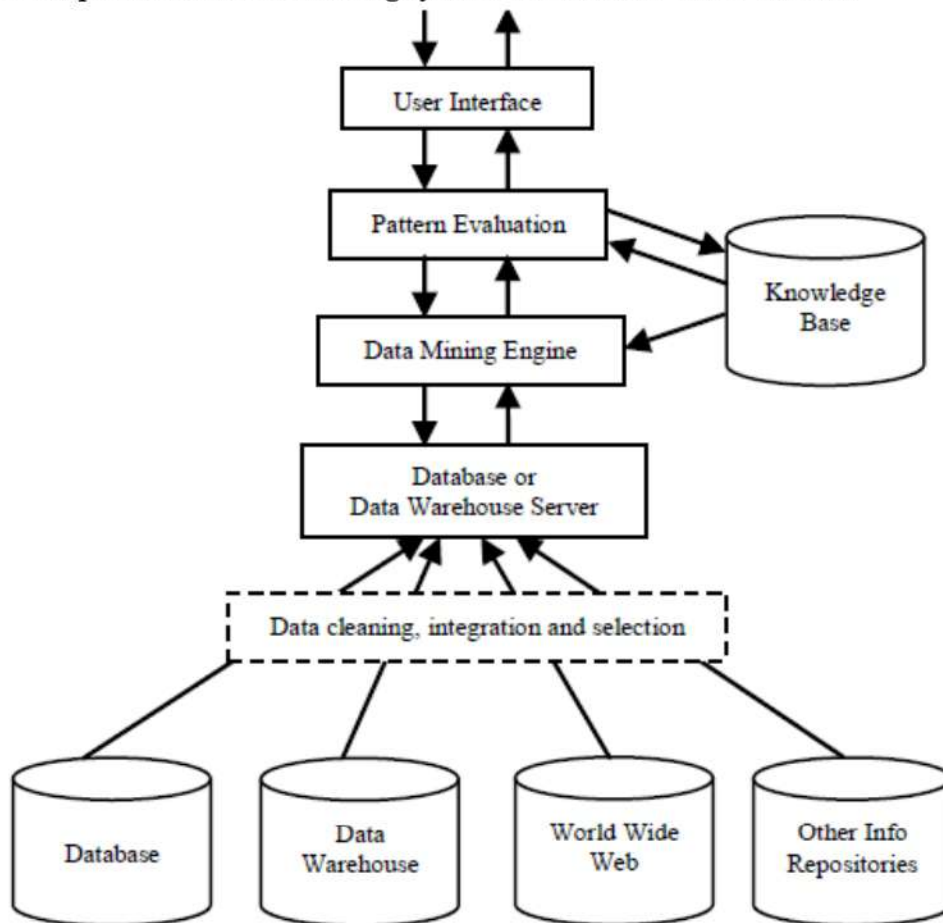 User Interface
Pattern Evaluation
Knowledge
Base
Data Mining Engine
Database or
Data Warehouse Server
Data cleaning, integration and selection
Database
Data
Warehouse
World Wide
Web
Other Info
Repositories